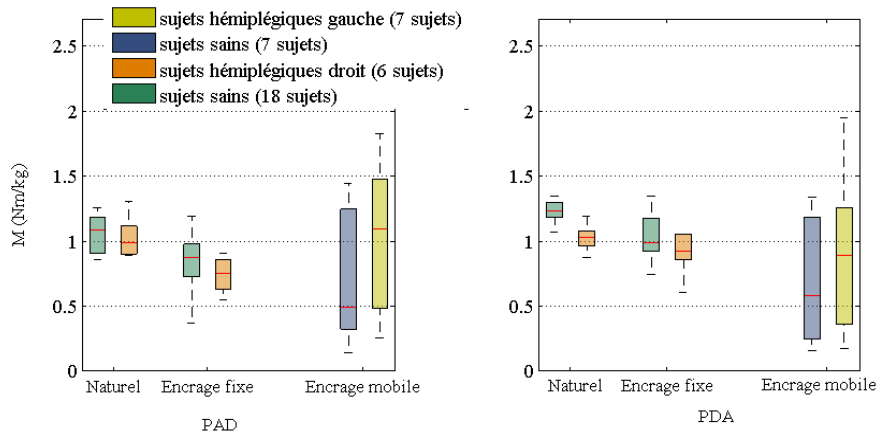 sujets hémiplégiques gauche (7 sujets)
sujets sains (7 sujets)
sujets hémiplégiques droit (6 sujets)
sujets sains (18 sujets)
M (Nm/kg)
2.5
2
1.5
1
0.5
0
Naturel Encrage fixe Encrage mobile
PAD
2.5
2
1.5
1
0.5
0
Naturel Encrage fixe Encrage mobile
PDA